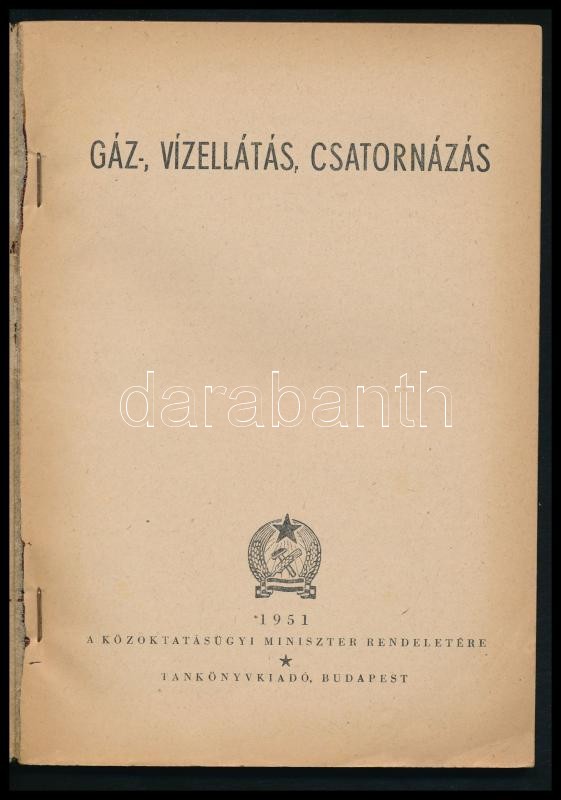 GÁZ-, VÍZELLÁTÁS, CSATORNÁZÁS
darabanth
1951
A KÖZOKTATÁSÜGYI MINISZTER RENDELETÉRE
TANKÖNYVKIADÓ, BUDAPEST